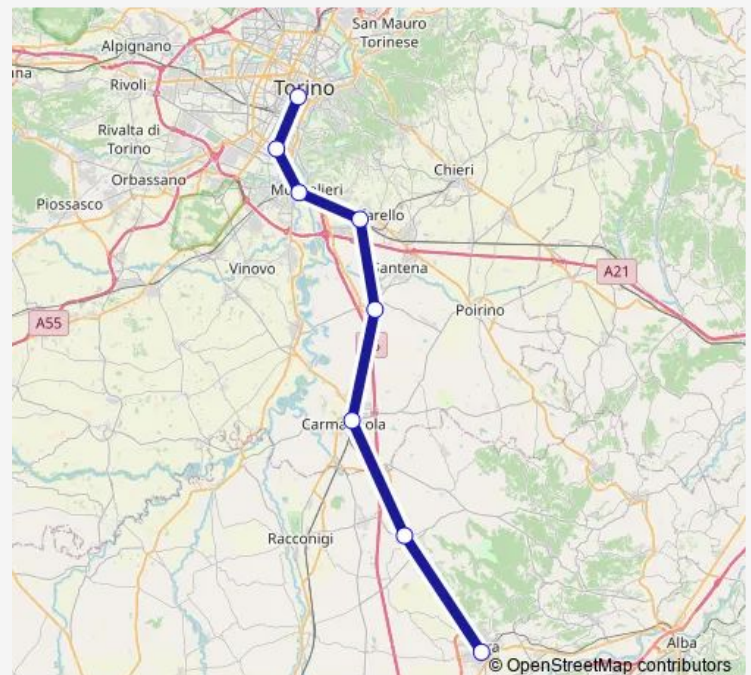 San Mauro
Torinese
Alpignano
Rivoli
Torino
Rivalta di
Torino
Chieri
Orbassano
Piossasco
Vinovo
Santena
A21
Poirino
A55
Racconigi
Alba
© OpenStreetMap contributors